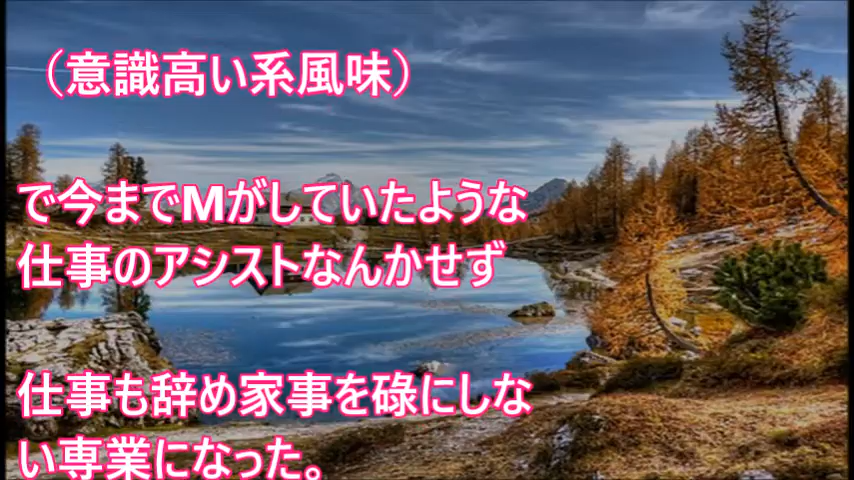 （意識高い系風味）
で今までMがしていたような
仕事のアシストなんかせず
仕事も辞め家事を碌にしな
い専業になった。